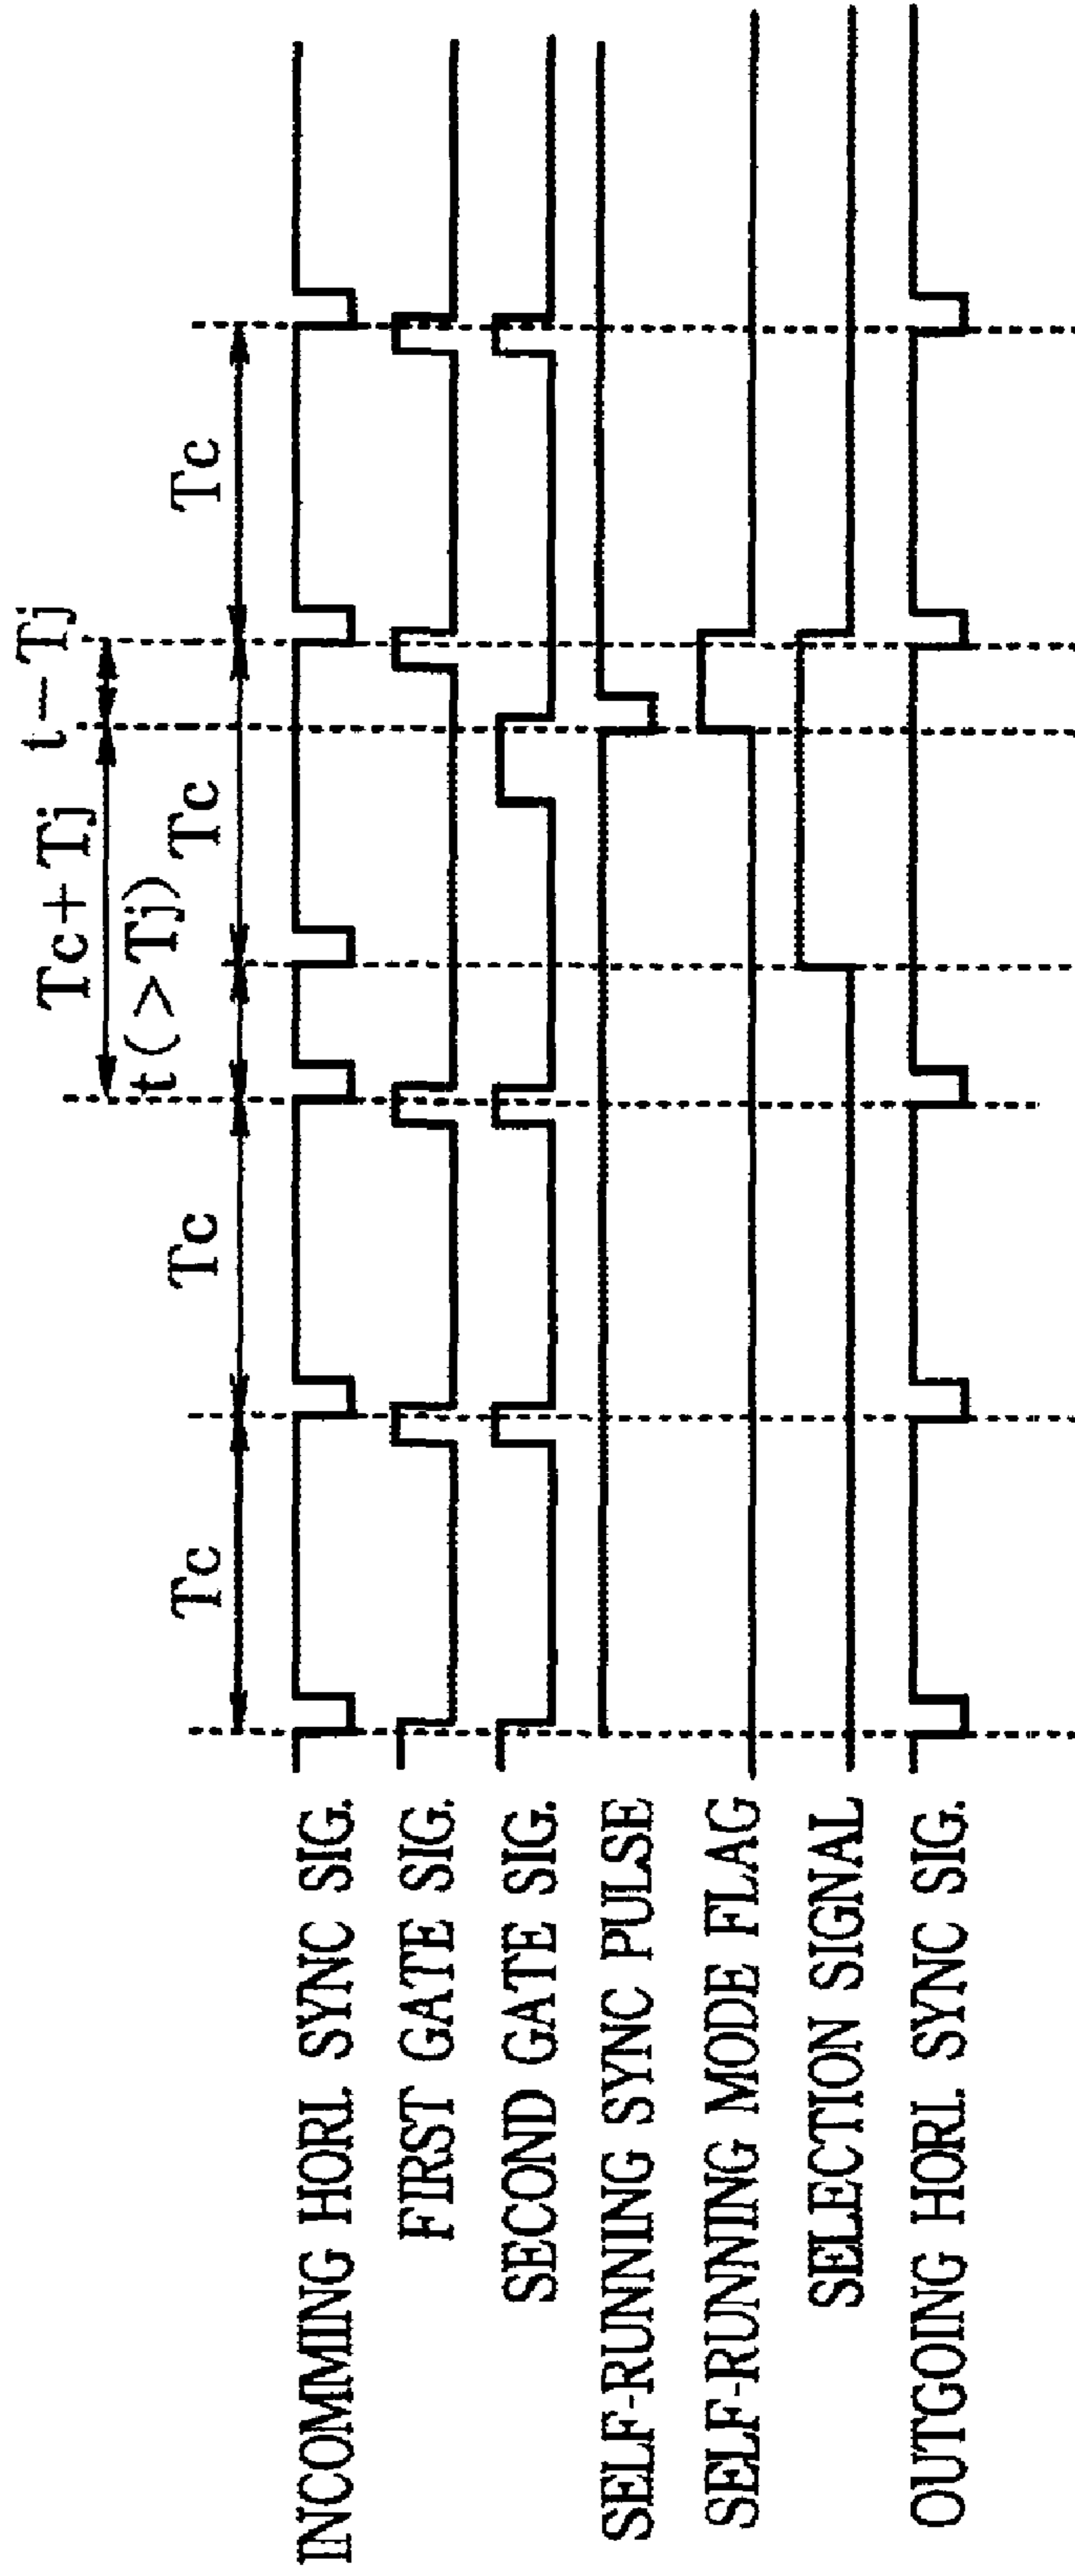 Tc+Tj
t-Tj
Tc
Tc
t(>Tj)
Tc
Tc
INCOMMING HORI. SYNC SIG.
FIRST GATE SIG.
SECOND GATE SIG.
SELF-RUNNING SYNC PULSE
SELF-RUNNING MODE FLAG
SELECTION SIGNAL
OUTGOING HORI. SYNC SIG.